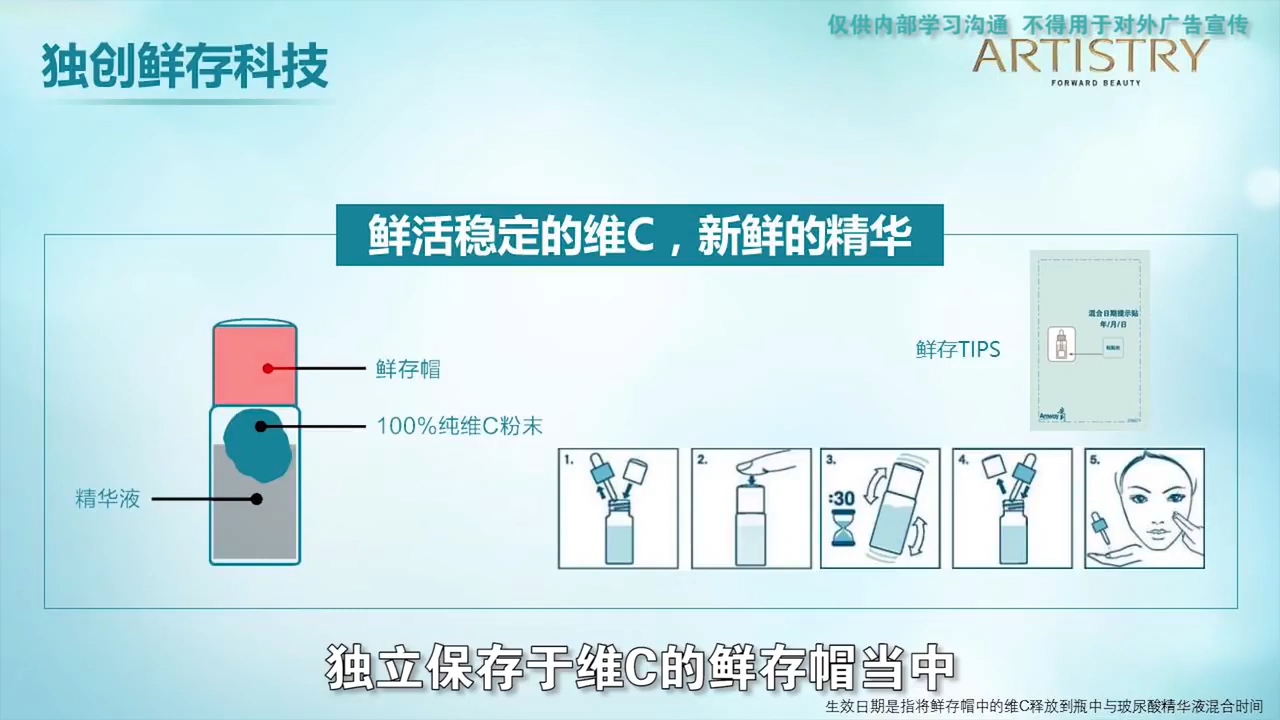 仅供内部学习沟通 不得用于对外广告宣传
独创鲜存科技
ARTISTRY
FORWARD BEAUTY
鲜活稳定的维C，新鲜的精华
鲜存帽
100%纯维C粉末
精华液
鲜存TIPS
混合日期提示贴
年/月/日
Amway
1.
2.
3.
:30
4.
5.
独立保存于维C的鲜存帽当中
生效日期是指将鲜存帽中的维C释放到瓶中与玻尿酸精华液混合时间